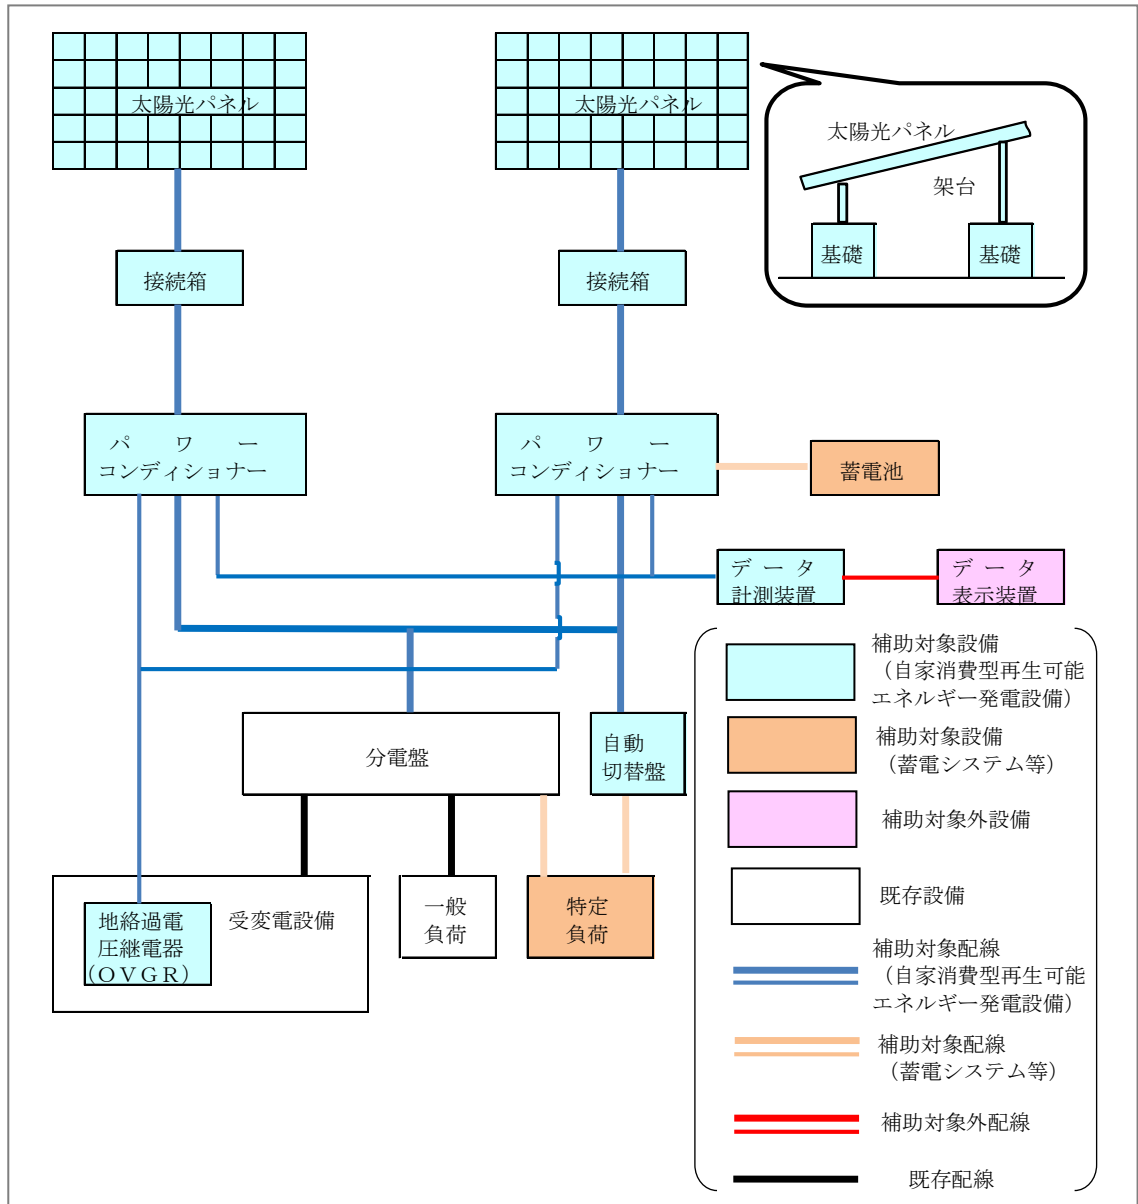 太陽光パネル
太陽光パネル
太陽光パネル
架台
基礎
基礎
接続箱
接続箱
パワー
コンディショナー
パワー
コンディショナー
蓄電池
データ
計測装置
データ
表示装置
分電盤
自動
切替盤
地絡過電
圧継電器
(ＯＶＧＲ)
受変電設備
一般
負荷
特定
負荷
補助対象設備
（自家消費型再生可能
エネルギー発電設備）
補助対象設備
（蓄電システム等）
補助対象外設備
既存設備
補助対象配線
（自家消費型再生可能
エネルギー発電設備）
補助対象配線
（蓄電システム等）
補助対象外配線
既存配線